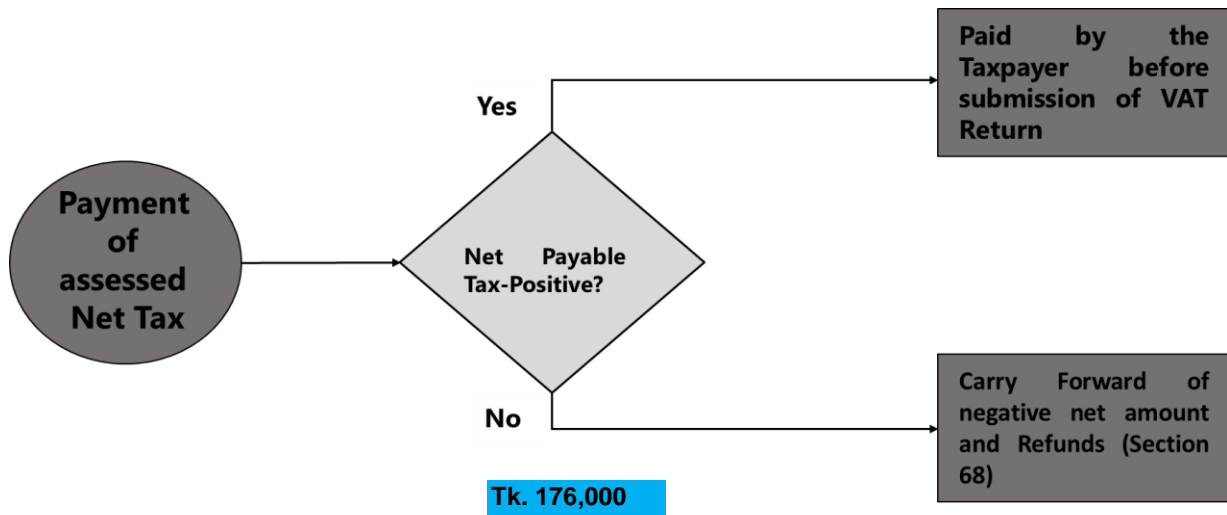 Payment
of
assessed
Net Tax
Yes
Net Payable
Tax-Positive?
No
Paid by the
Taxpayer before
submission of VAT
Return
Carry Forward of
negative net amount
and Refunds (Section
68)
Tk. 176,000